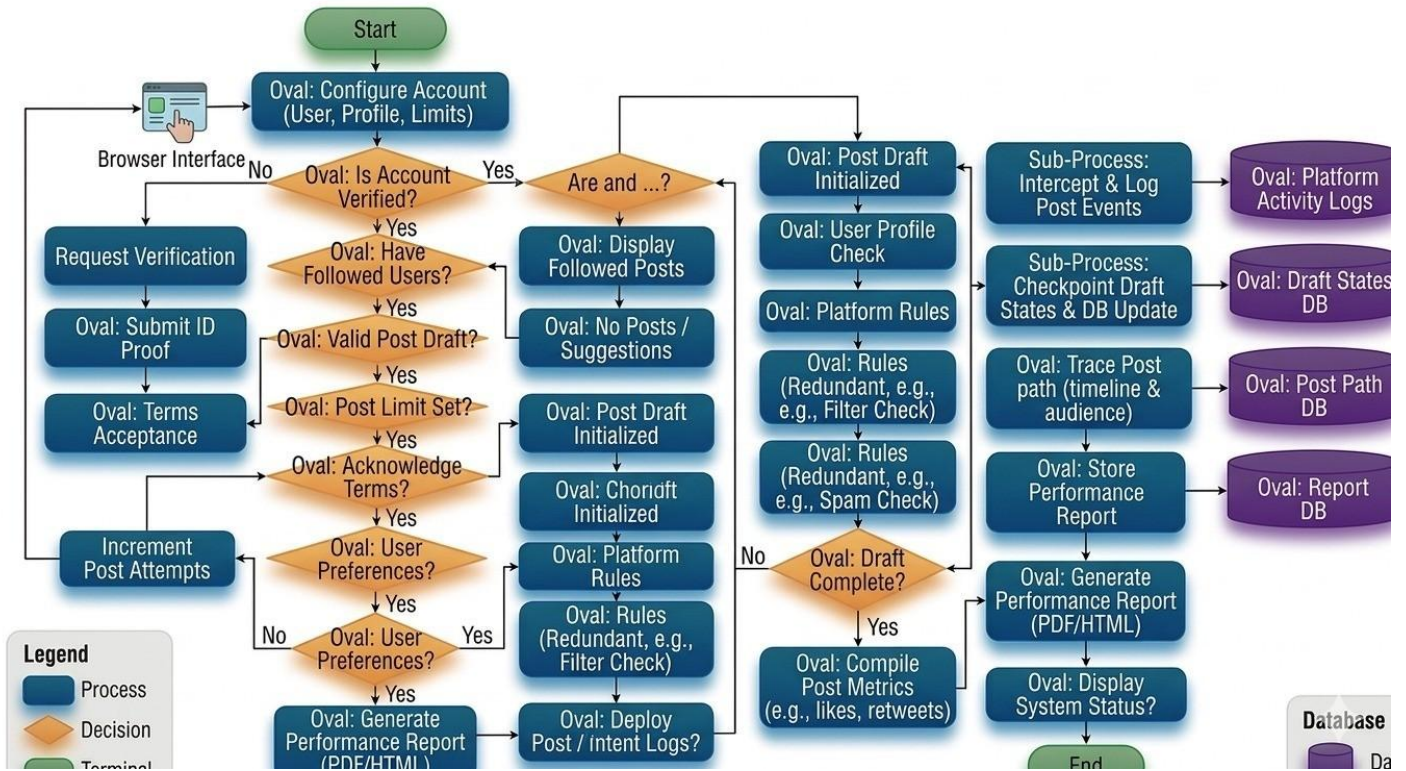 Start
Oval: Configure Account
(User, Profile, Limits)
Browser Interface
No
Oval: Is Account
Verified?
Yes
Are and ...?
Yes
Request Verification
Oval: Have
Followed Users?
Oval: Display
Followed Posts
Yes
Oval: Submit ID
Proof
Oval: Valid Post Draft?
Oval: No Posts /
Suggestions
Yes
Oval: Terms
Acceptance
Oval: Post Limit Set?
Oval: Post Draft
Initialized
Yes
Oval: Acknowledge
Terms?
Oval: Chondft
Initialized
Yes
Increment
Post Attempts
Oval: User
Preferences?
Oval: Platform
Rules
Yes
No
Oval: User
Preferences?
Yes
Oval: Rules
(Redundant, e.g.,
Filter Check)
Yes
Oval: Generate
Performance Report
(PDF/HTML)
Oval: Deploy
Post / intent Logs?
Oval: Post Draft
Initialized
Oval: User Profile
Check
Oval: Platform Rules
Oval: Rules
(Redundant, e.g.,
e.g., Filter Check)
Oval: Rules
(Redundant, e.g.,
e.g., Spam Check)
No
Oval: Draft
Complete?
Yes
Oval: Compile
Post Metrics
(e.g., likes, retweets)
Sub-Process:
Intercept & Log
Post Events
Oval: Platform
Activity Logs
Sub-Process:
Checkpoint Draft
States & DB Update
Oval: Draft States
DB
Oval: Trace Post
path (timeline &
audience)
Oval: Post Path
DB
Oval: Store
Performance
Report
Oval: Report
DB
Oval: Generate
Performance Report
(PDF/HTML)
Oval: Display
System Status?
End
Legend
Process
Decision
Terminal
Database
Da